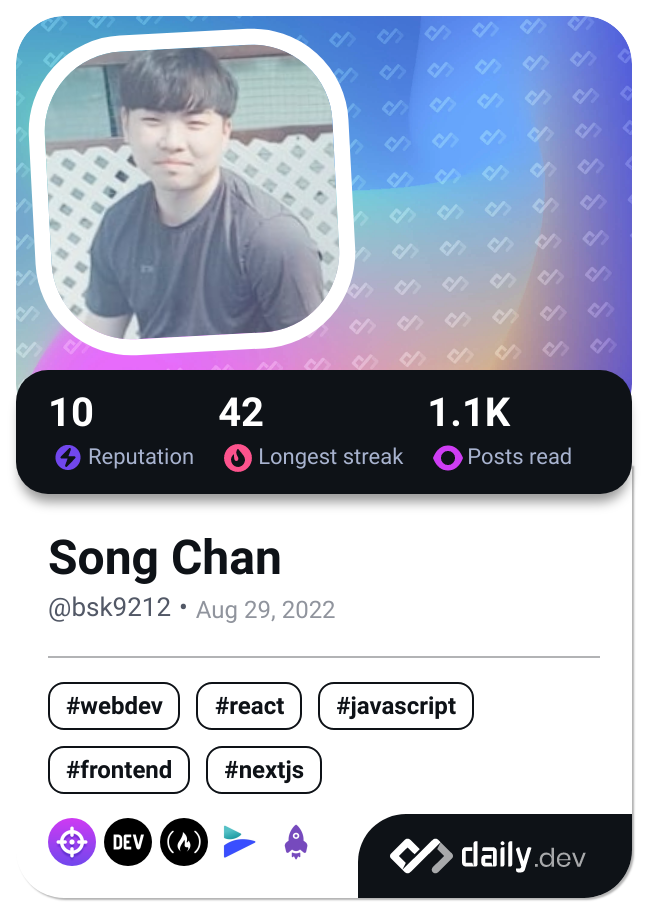 10 42 1.1K
Reputation Longest streak Posts read
Song Chan
@bsk9212 • Aug 29, 2022
#webdev #react #javascript
#frontend #nextjs
DEV daily.dev